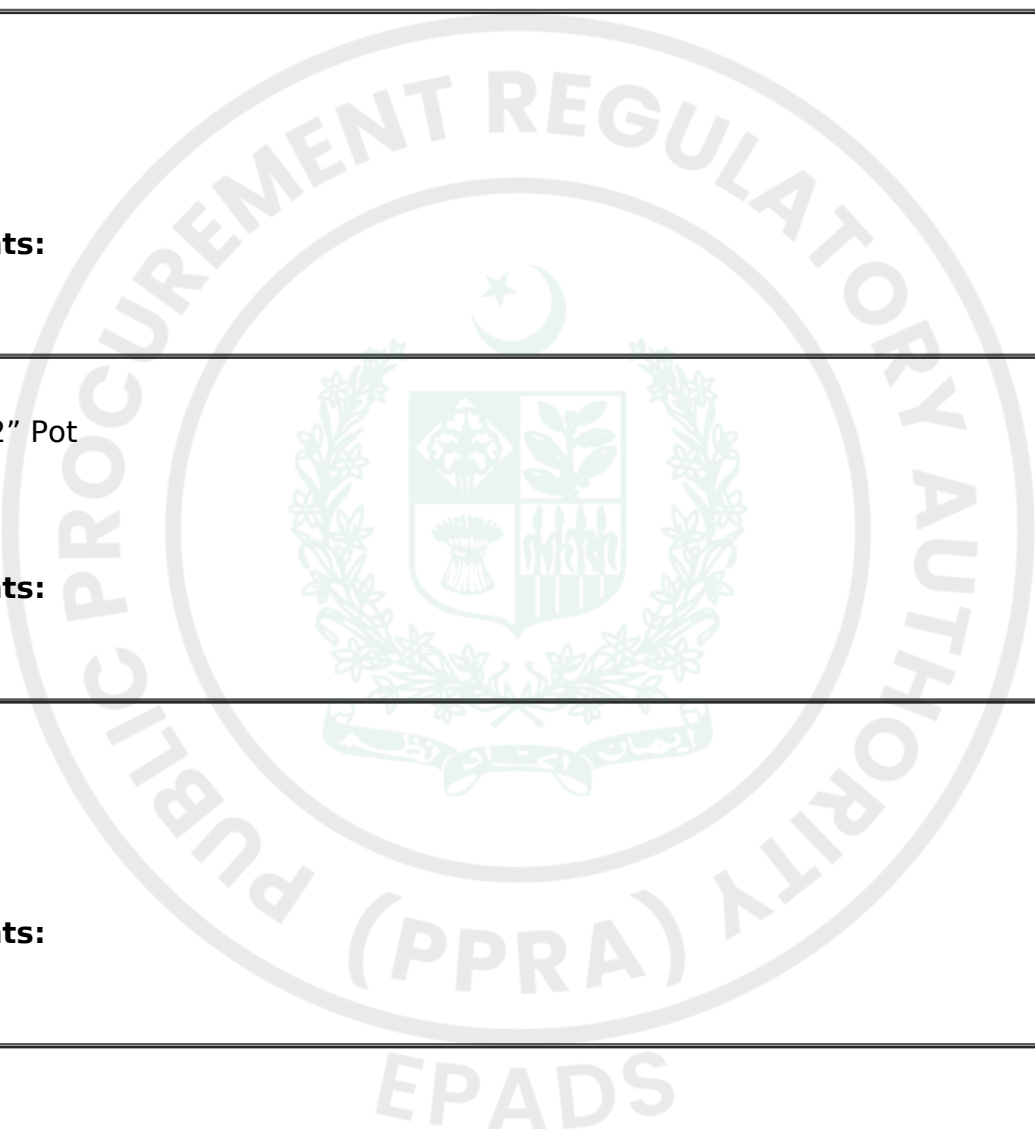 PUBLIC PROCUREMENT REGULATORY AUTHORITY
ts:
2” Pot
ts:
ts:
(PPRA)
EPADS